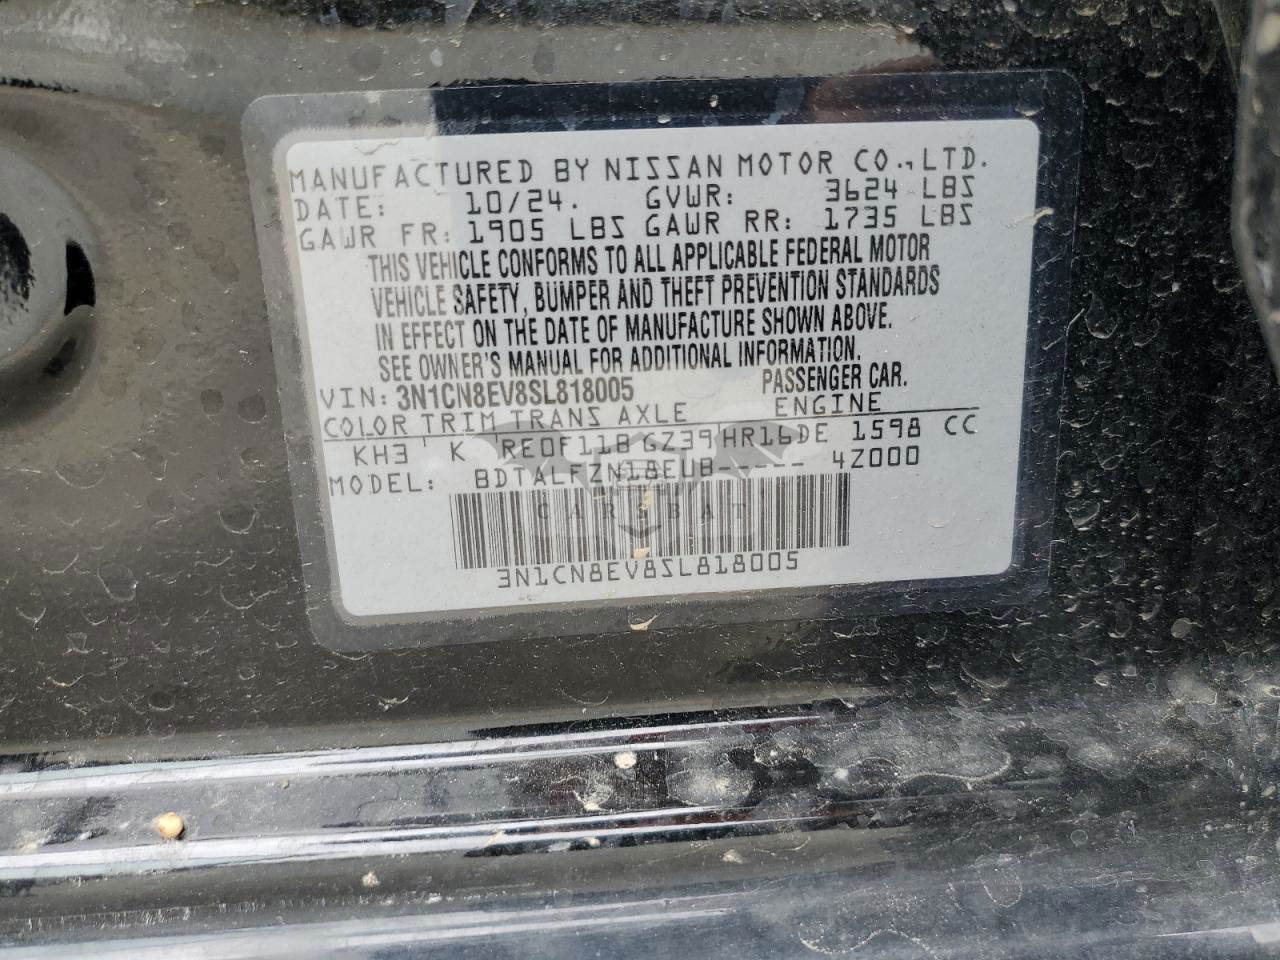 MANUFACTURED BY NISSAN MOTOR CO.,LTD.
DATE: 10/24. GVWR: 3624 LBS
GAWR FR: 1905 LBS GAWR RR: 1735 LBS
THIS VEHICLE CONFORMS TO ALL APPLICABLE FEDERAL MOTOR
VEHICLE SAFETY, BUMPER AND THEFT PREVENTION STANDARDS
IN EFFECT ON THE DATE OF MANUFACTURE SHOWN ABOVE.
SEE OWNER'S MANUAL FOR ADDITIONAL INFORMATION.
VIN: 3N1CN8EV8SL818005 PASSENGER CAR.
COLOR TRIM TRANS AXLE ENGINE
KH3 K RE0F11B GZ39 HR16DE 1598 CC
MODEL: BDTALFZN18EUB----- 4Z000
CARSBAT
3N1CN8EV8SL818005